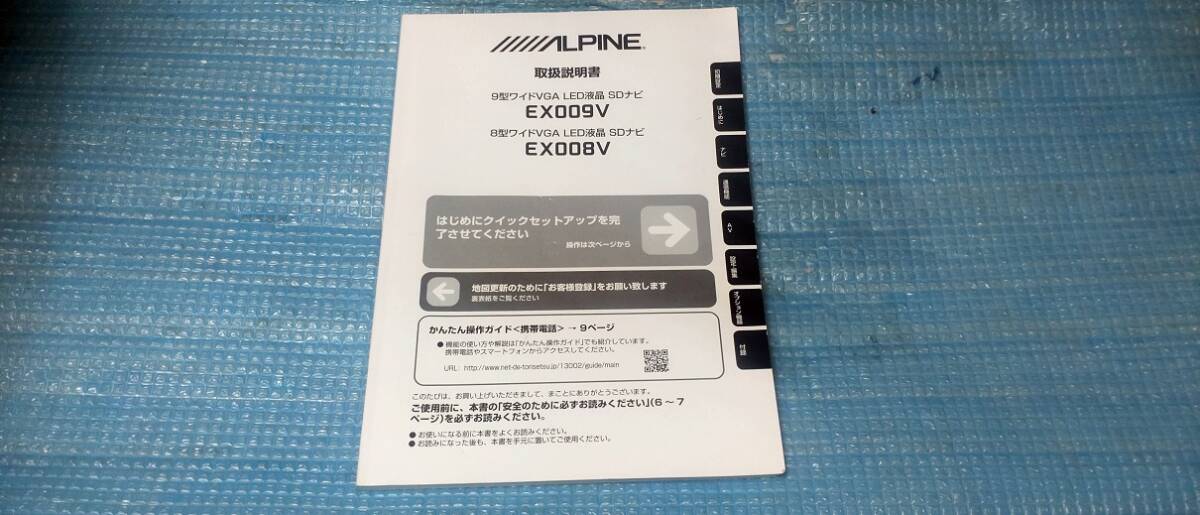 ALPINE
取扱説明書
9型ワイドVGA LED液晶 SDナビ
EX009V
8型ワイドVGA LED液晶 SDナビ
EX008V
はじめにクイックセットアップを完
了させてください
操作は次ページから
地図更新のために「お客様登録」をお願い致します
裏表紙をご覧ください
かんたん操作ガイド<携帯電話> → 9ページ
● 機能の使い方や解説は「かんたん操作ガイド」でも紹介しています。
携帯電話やスマートフォンからアクセスしてください。
URL: http://www.net-de-torisetsu.jp/13002/guide/main
このたびは、お買い上げいただきまして、まことにありがとうございます。
ご使用前に、本書の「安全のために必ずお読みください」(6 〜 7
ページ)を必ずお読みください。
● お使いになる前に本書をよくお読みください。
● お読みになった後も、本書を手元に置いてご使用ください。
初期設定
はじめに
ナビ
AV
設定・編集
オプション機器
付録